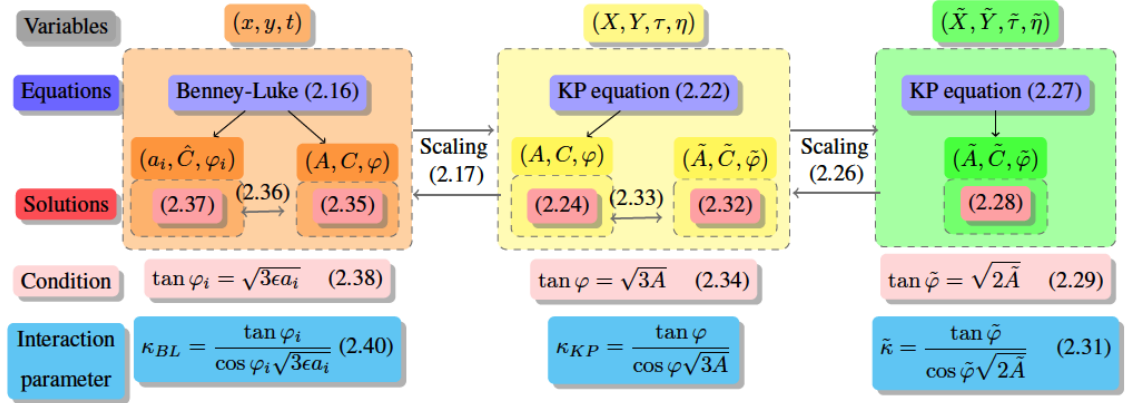 Variables
(x, y, t)
(X, Y, τ, η)
(X̃, Ỹ, τ̃, η̃)
Equations
Benney-Luke (2.16)
KP equation (2.22)
KP equation (2.27)
(a_i, Ĉ, φ_i)
(A, C, φ)
Scaling
(2.17)
(A, C, φ)
(Ã, C̃, φ̃)
Scaling
(2.26)
(Ã, C̃, φ̃)
Solutions
(2.37)
(2.36)
(2.35)
(2.24)
(2.33)
(2.32)
(2.28)
Condition
tan φ_i = √(3εa_i) (2.38)
tan φ = √(3A) (2.34)
tan φ̃ = √(2Ã) (2.29)
Interaction
parameter
κ_BL = tan φ_i / (cos φ_i √(3εa_i)) (2.40)
κ_KP = tan φ / (cos φ √(3A))
κ̃ = tan φ̃ / (cos φ̃ √(2Ã)) (2.31)